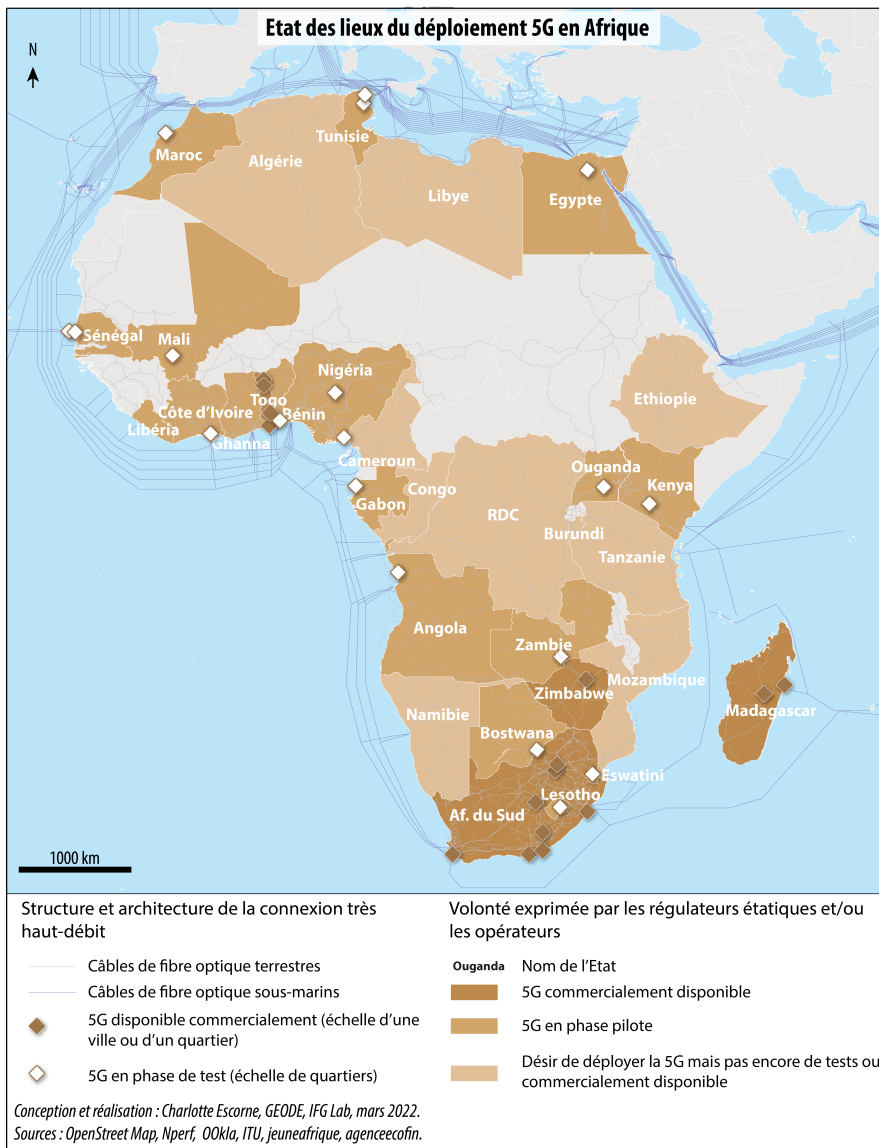 Etat des lieux du déploiement 5G en Afrique
N
Tunisie
Maroc
Algérie
Libye
Egypte
Sénégal
Mali
Nigéria
Togo
Côte d'Ivoire
Bénin
Libéria
Ghanna
Ethiopie
Cameroun
Ouganda
Kenya
Congo
Gabon
RDC
Burundi
Tanzanie
Angola
Zambie
Mozambique
Zimbabwe
Madagascar
Namibie
Bostwana
Eswatini
Lesotho
Af. du Sud
1000 km
Structure et architecture de la connexion très
haut-débit
Câbles de fibre optique terrestres
Câbles de fibre optique sous-marins
5G disponible commercialement (échelle d'une
ville ou d'un quartier)
5G en phase de test (échelle de quartiers)
Volonté exprimée par les régulateurs étatiques et/ou
les opérateurs
Ouganda Nom de l'Etat
5G commercialement disponible
5G en phase pilote
Désir de déployer la 5G mais pas encore de tests ou
commercialement disponible
Conception et réalisation : Charlotte Escorne, GEODE, IFG Lab, mars 2022.
Sources : OpenStreet Map, Nperf, OOkla, ITU, jeuneafrique, agenceecofin.